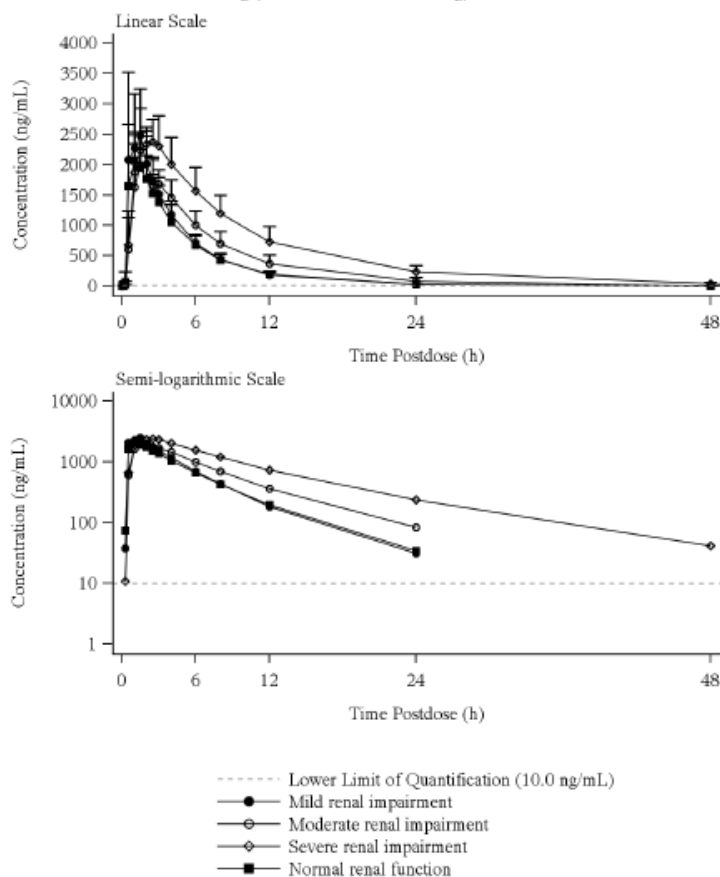 Linear Scale
4000
3500
3000
2500
2000
1500
1000
500
0
Concentration (ng/mL)
0 6 12 24 48
Time Postdose (h)
Semi-logarithmic Scale
10000
1000
100
10
1
Concentration (ng/mL)
0 6 12 24 48
Time Postdose (h)
Lower Limit of Quantification (10.0 ng/mL)
Mild renal impairment
Moderate renal impairment
Severe renal impairment
Normal renal function